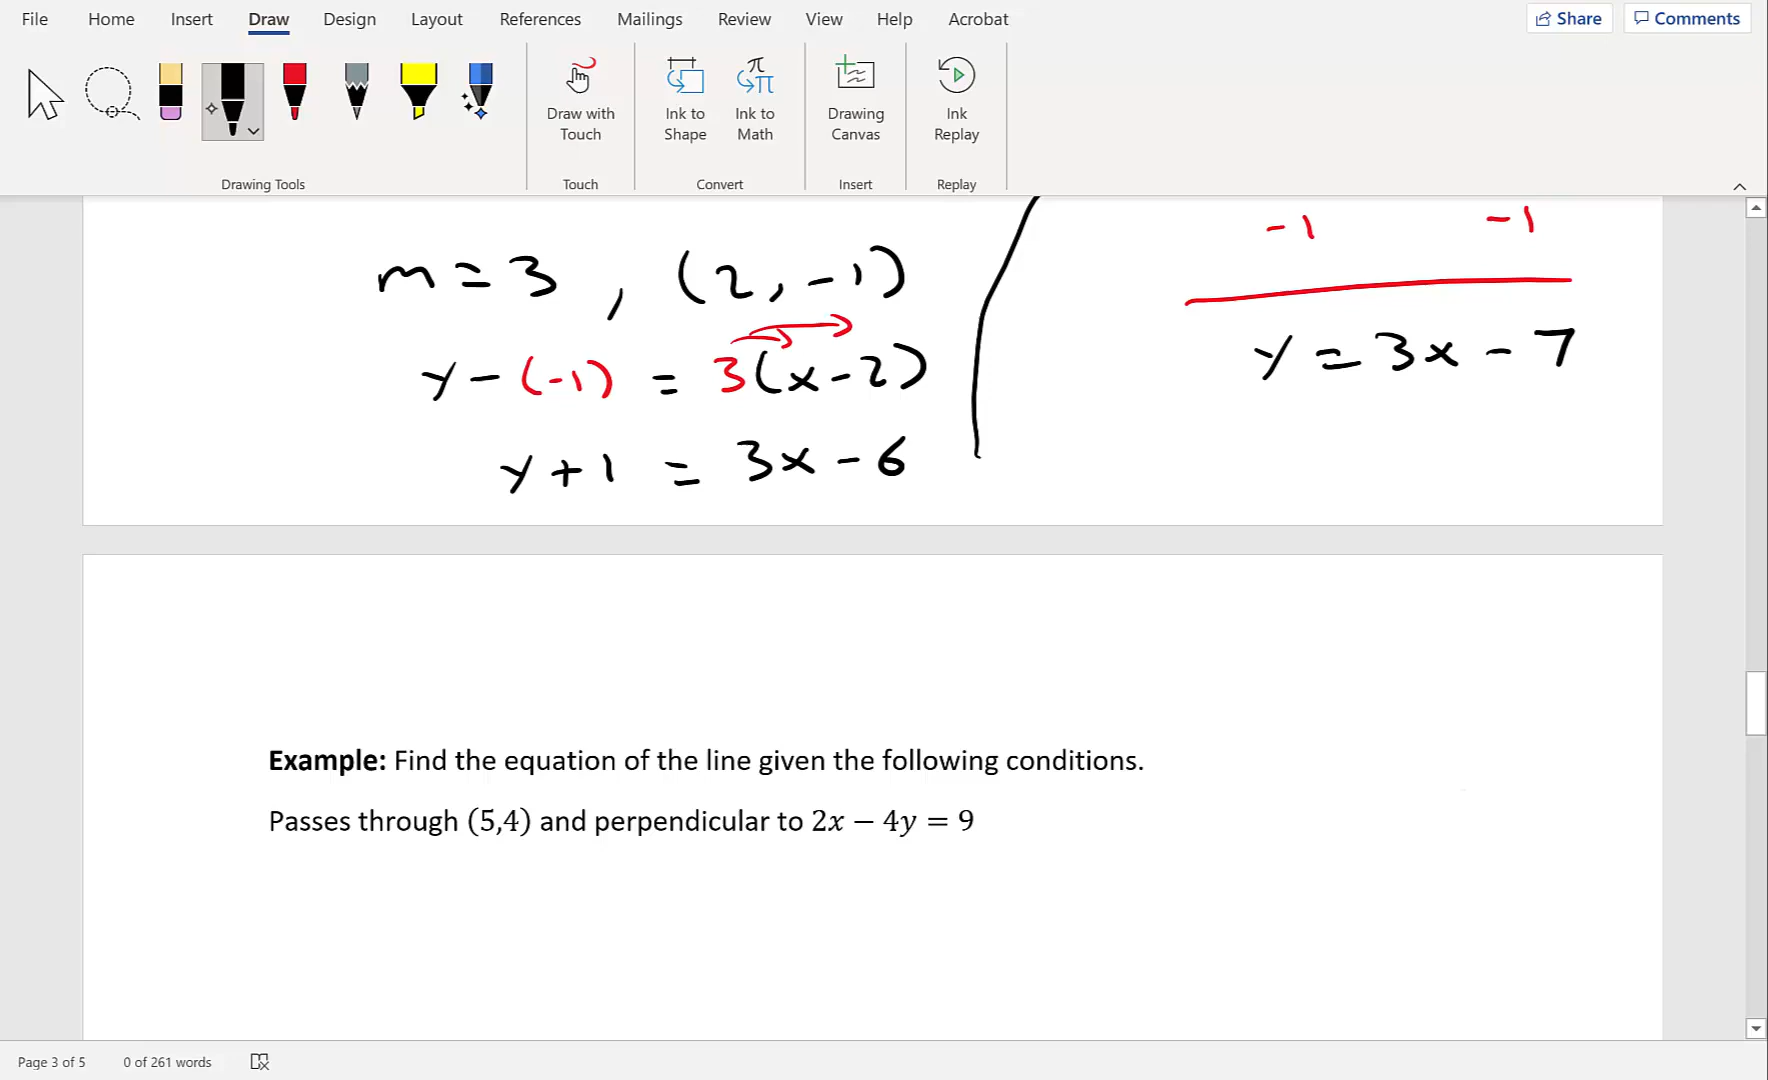 File Home Insert Draw Design Layout References Mailings Review View Help Acrobat Share Comments
Draw with Touch
Ink to Shape
Ink to Math
Drawing Canvas
Ink Replay
Drawing Tools Touch Convert Insert Replay
-1 -1
m = 3 , (2, -1)
y - (-1) = 3(x - 2)
y + 1 = 3x - 6
y = 3x - 7
Example: Find the equation of the line given the following conditions.
Passes through (5,4) and perpendicular to 2x − 4y = 9
Page 3 of 5 0 of 261 words